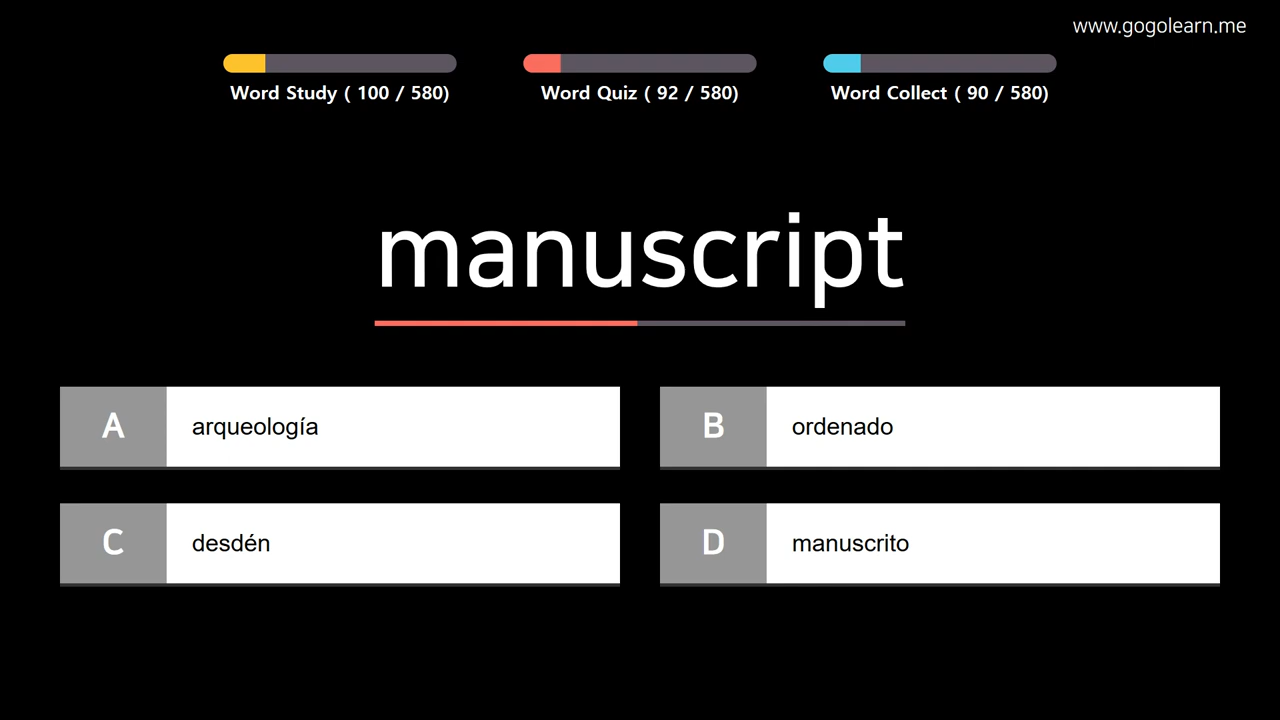 www.gogolearn.me
Word Study ( 100 / 580)
Word Quiz ( 92 / 580)
Word Collect ( 90 / 580)
manuscript
A arqueología
B ordenado
C desdén
D manuscrito